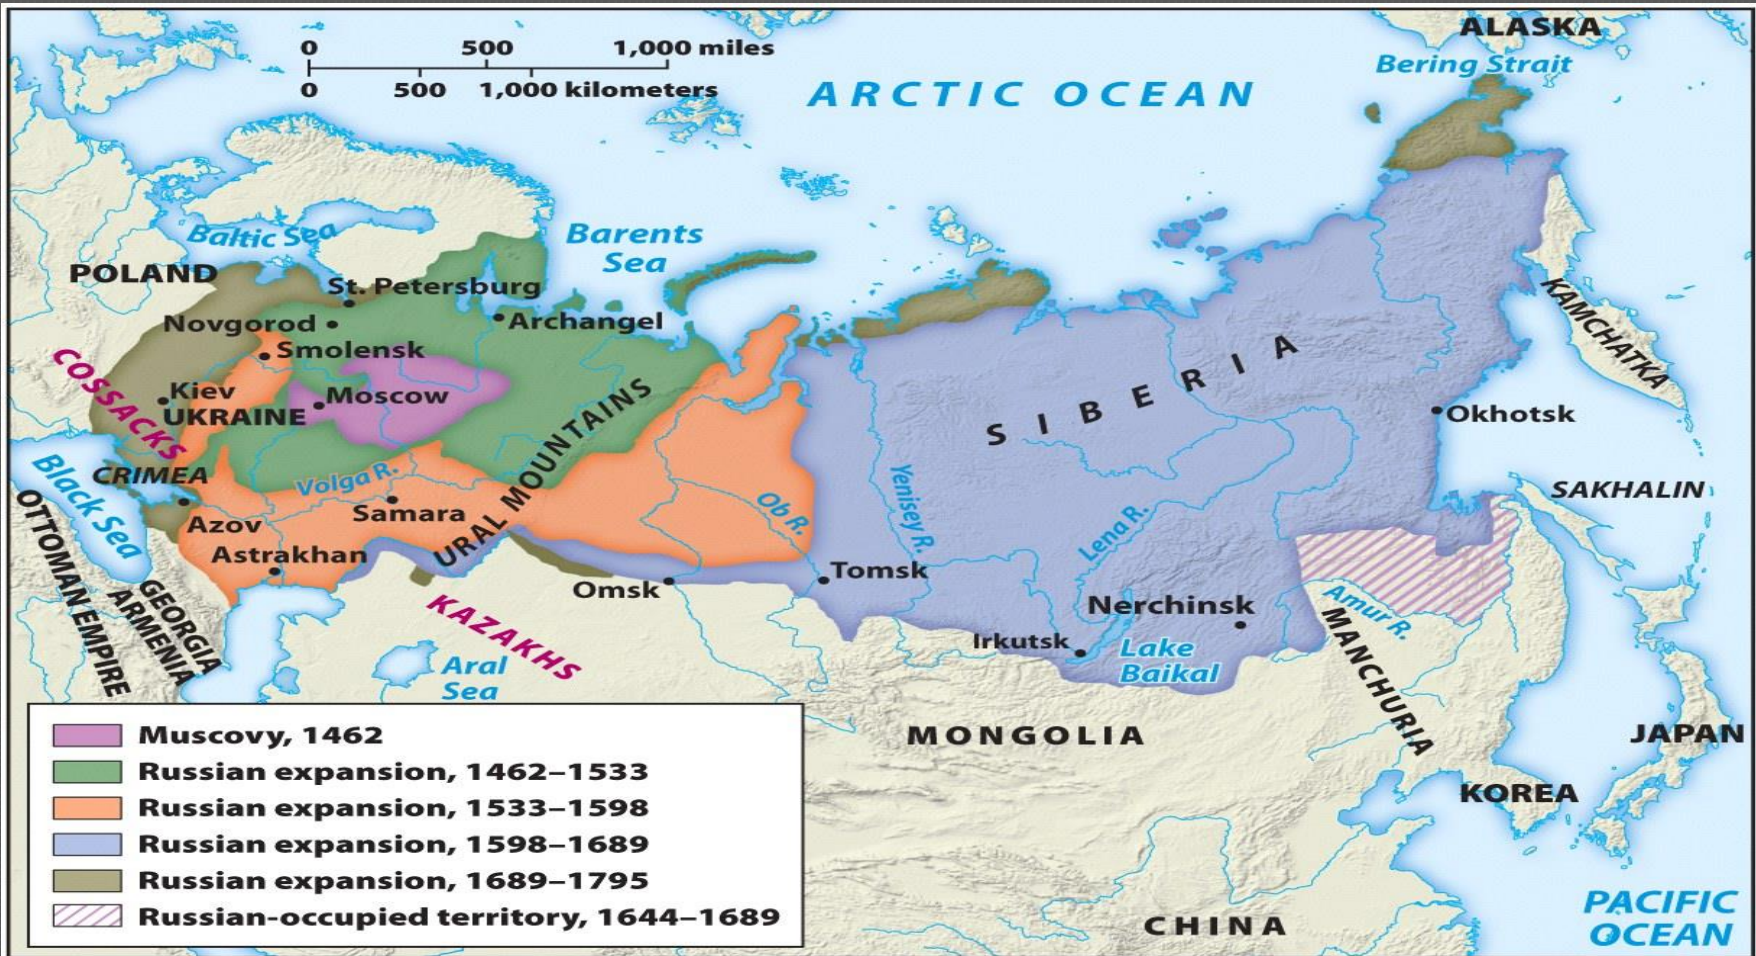 ALASKA
Bering Strait
0 500 1,000 miles
0 500 1,000 kilometers
ARCTIC OCEAN
Barents
Sea
Baltic Sea
POLAND
St. Petersburg
Novgorod
Archangel
Smolensk
COSSACKS
Kiev
UKRAINE
Moscow
URAL MOUNTAINS
SIBERIA
KAMCHATKA
Okhotsk
CRIMEA
Black Sea
Volga R.
Samara
Azov
Astrakhan
Ob R.
Yenisey R.
Lena R.
SAKHALIN
OTTOMAN EMPIRE
GEORGIA
ARMENIA
KAZAKHS
Omsk
Tomsk
Nerchinsk
Irkutsk
Lake
Baikal
Amur R.
MANCHURIA
Aral
Sea
MONGOLIA
JAPAN
KOREA
CHINA
PACIFIC
OCEAN
Muscovy, 1462
Russian expansion, 1462–1533
Russian expansion, 1533–1598
Russian expansion, 1598–1689
Russian expansion, 1689–1795
Russian-occupied territory, 1644–1689